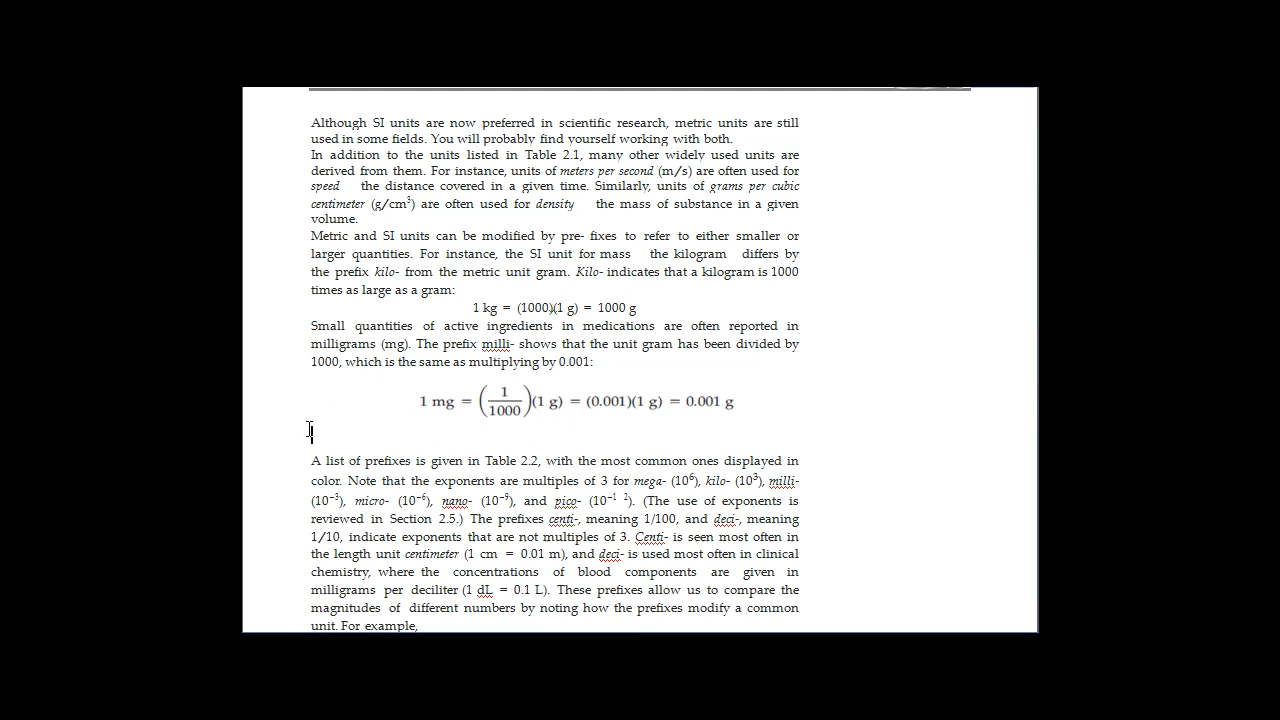 Although SI units are now preferred in scientific research, metric units are still
used in some fields. You will probably find yourself working with both.
In addition to the units listed in Table 2.1, many other widely used units are
derived from them. For instance, units of meters per second (m/s) are often used for
speed the distance covered in a given time. Similarly, units of grams per cubic
centimeter (g/cm³) are often used for density the mass of substance in a given
volume.
Metric and SI units can be modified by pre- fixes to refer to either smaller or
larger quantities. For instance, the SI unit for mass the kilogram differs by
the prefix kilo- from the metric unit gram. Kilo- indicates that a kilogram is 1000
times as large as a gram:
1 kg = (1000)(1 g) = 1000 g
Small quantities of active ingredients in medications are often reported in
milligrams (mg). The prefix milli- shows that the unit gram has been divided by
1000, which is the same as multiplying by 0.001:
1 mg = (1/1000)(1 g) = (0.001)(1 g) = 0.001 g
A list of prefixes is given in Table 2.2, with the most common ones displayed in
color. Note that the exponents are multiples of 3 for mega- (10⁶), kilo- (10³), milli-
(10⁻³), micro- (10⁻⁶), nano- (10⁻⁹), and pico- (10⁻¹ ²). (The use of exponents is
reviewed in Section 2.5.) The prefixes centi-, meaning 1/100, and deci-, meaning
1/10, indicate exponents that are not multiples of 3. Centi- is seen most often in
the length unit centimeter (1 cm = 0.01 m), and deci- is used most often in clinical
chemistry, where the concentrations of blood components are given in
milligrams per deciliter (1 dL = 0.1 L). These prefixes allow us to compare the
magnitudes of different numbers by noting how the prefixes modify a common
unit. For example,